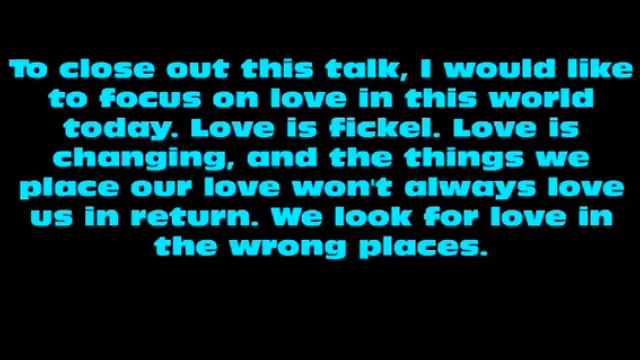 To close out this talk, I would like
to focus on love in this world
today. Love is fickel. Love is
changing, and the things we
place our love won't always love
us in return. We look for love in
the wrong places.